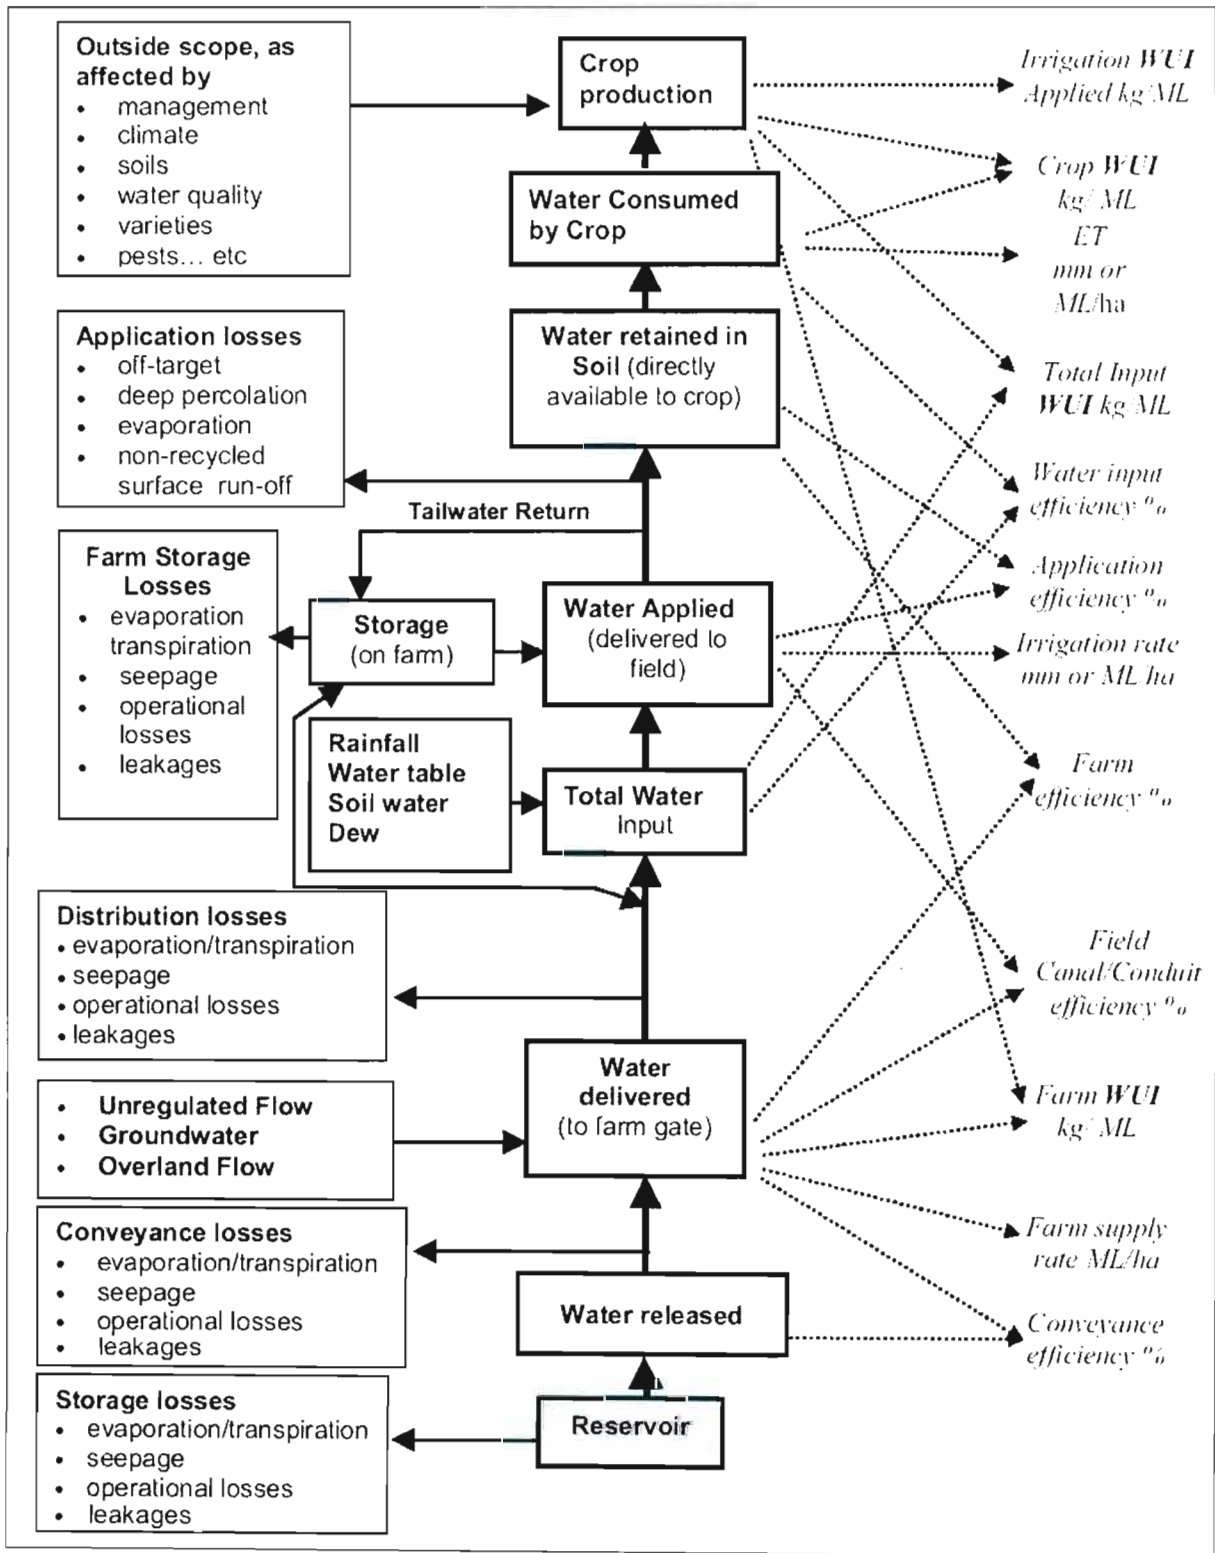 Outside scope, as
affected by
• management
• climate
• soils
• water quality
• varieties
• pests... etc
Crop
production
Irrigation WUI
Applied kg/ML
Water Consumed
by Crop
Crop WUI
kg/ ML
ET
mm or
ML/ha
Application losses
• off-target
• deep percolation
• evaporation
• non-recycled
surface run-off
Water retained in
Soil (directly
available to crop)
Total Input
WUI kg/ML
Water input
efficiency %
Tailwater Return
Farm Storage
Losses
• evaporation
transpiration
• seepage
• operational
losses
• leakages
Storage
(on farm)
Water Applied
(delivered to
field)
Application
efficiency %
Irrigation rate
mm or ML/ha
Rainfall
Water table
Soil water
Dew
Total Water
Input
Farm
efficiency %
Distribution losses
• evaporation/transpiration
• seepage
• operational losses
• leakages
Field
Canal/Conduit
efficiency %
Water
delivered
(to farm gate)
• Unregulated Flow
• Groundwater
• Overland Flow
Farm WUI
kg/ ML
Conveyance losses
• evaporation/transpiration
• seepage
• operational losses
• leakages
Farm supply
rate ML/ha
Water released
Conveyance
efficiency %
Storage losses
• evaporation/transpiration
• seepage
• operational losses
• leakages
Reservoir